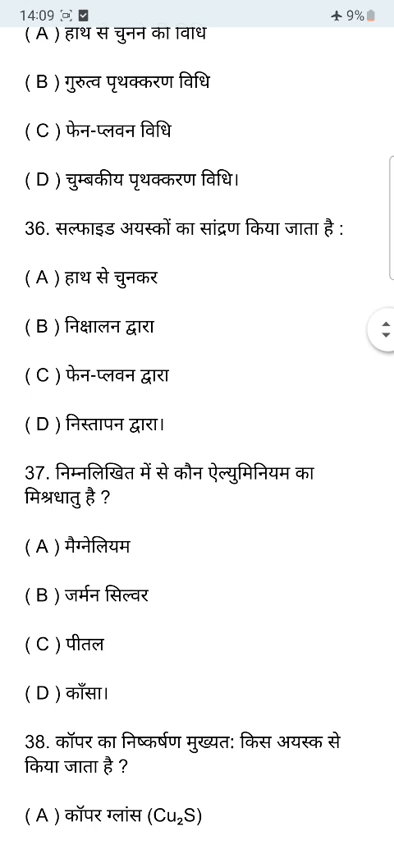 14:09 9%
( A ) हाथ से चुनने की विधि
( B ) गुरुत्व पृथक्करण विधि
( C ) फेन-प्लवन विधि
( D ) चुम्बकीय पृथक्करण विधि।
36. सल्फाइड अयस्कों का सांद्रण किया जाता है :
( A ) हाथ से चुनकर
( B ) निक्षालन द्वारा
( C ) फेन-प्लवन द्वारा
( D ) निस्तापन द्वारा।
37. निम्नलिखित में से कौन ऐल्युमिनियम का
मिश्रधातु है ?
( A ) मैग्नेलियम
( B ) जर्मन सिल्वर
( C ) पीतल
( D ) काँसा।
38. कॉपर का निष्कर्षण मुख्यत: किस अयस्क से
किया जाता है ?
( A ) कॉपर ग्लांस (Cu₂S)